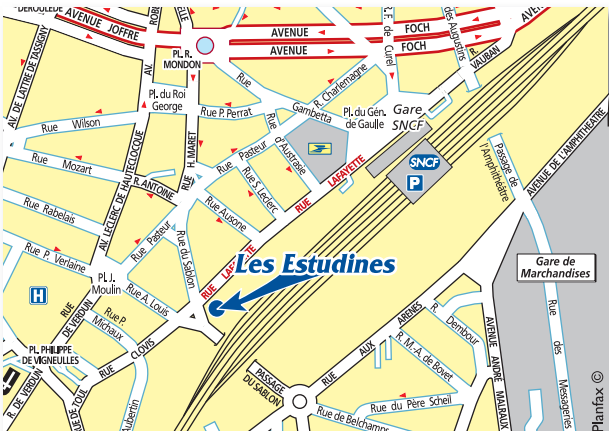 DEROULEDE
AVENUE JOFFRE
AV. DE LATTRE DE TASSIGNY
PL. R.
MONDON
AVENUE
FOCH
AVENUE
FOCH
R. F. de Curel
des Augustins
R.
VAUBAN
Pl. du Roi
George
AV.
LECLERC DE HAUTECLOCQUE
Rue
Gambetta
R. Charlemagne
Rue P. Perrat
Rue Wilson
R.
H. MARET
Rue
Pasteur
Rue
d'Austrasie
Pl. du Gén.
de Gaulle
Gare
SNCF
SNCF
P
Passage de
l'Amphithéâtre
AVENUE DE L'AMPHITHÉÂTRE
Rue Mozart
R. ANTOINE
Rue S. Leclerc
Rue Ausone
RUE LAFAYETTE
Rue Rabelais
Rue Pasteur
Rue du Sablon
Rue P. Verlaine
Pl. J.
Moulin
Rue A. Louis
RUE LAFAYETTE
Les Estudines
Gare de
Marchandises
H
RUE
DE VERDUN
Rue P.
Michaux
RUE CLOVIS
PL. PHILIPPE
DE VIGNEULLES
R. DE VERDUN
RUE DE TOUL
Aubertin
PASSAGE
DU SABLON
RUE AUX ARENES
R. Dembour
R. M.-A. de Bovet
Rue du Père Scheil
Rue de Belchamps
AVENUE ANDRÉ MALRAUX
Rue des Messageries
Planfax ©